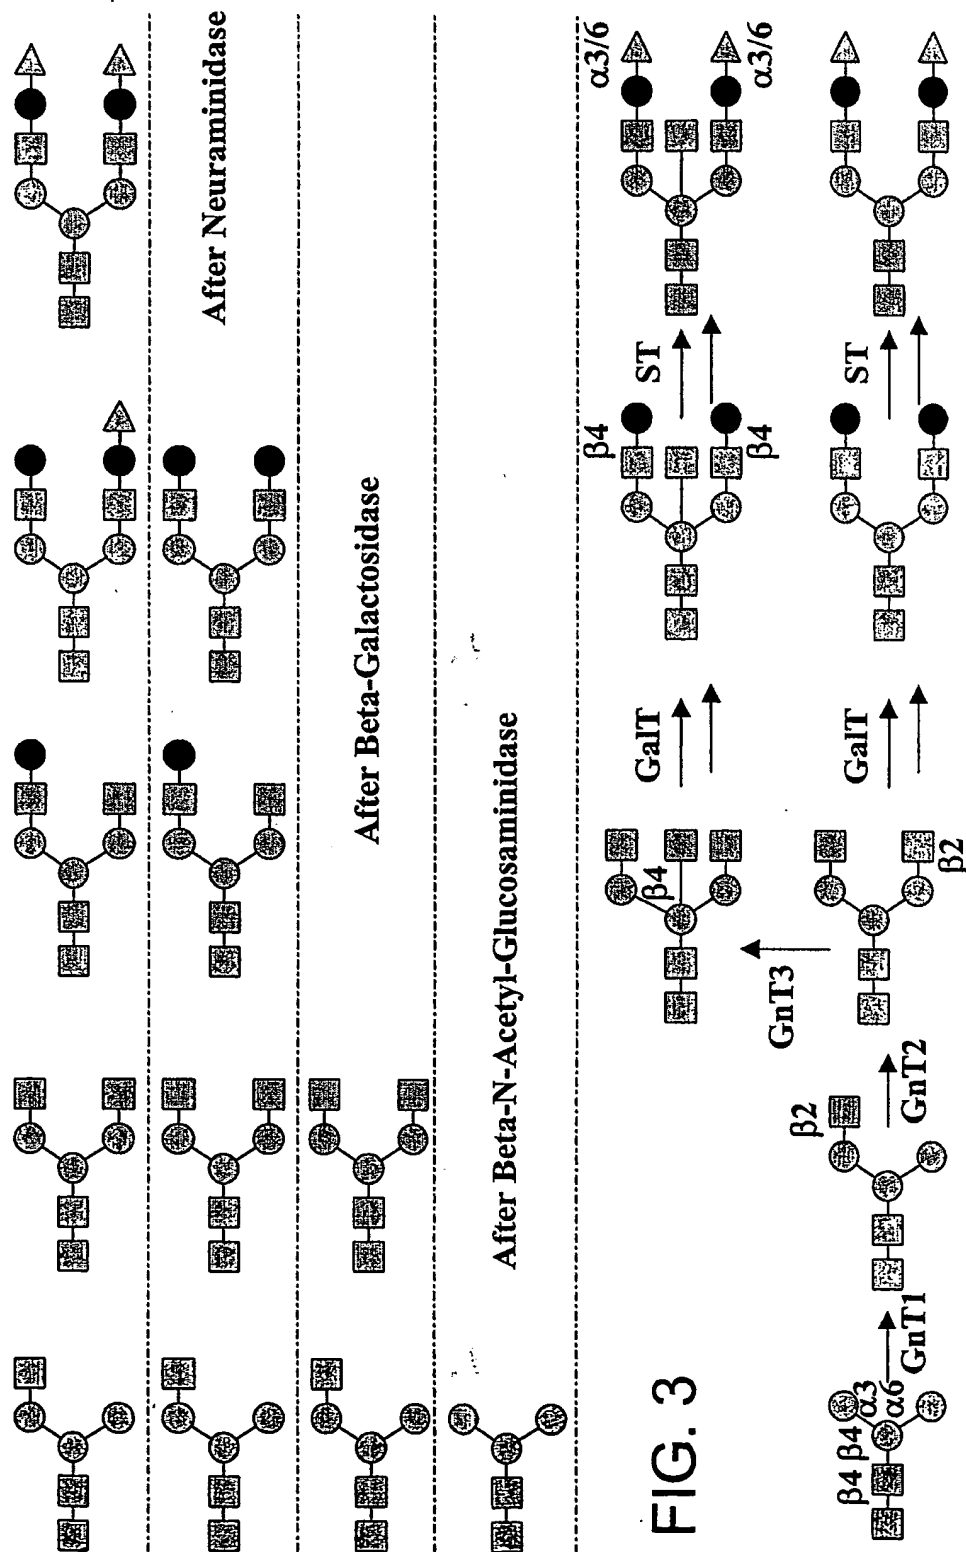 After Neuraminidase
After Beta-Galactosidase
After Beta-N-Acetyl-Glucosaminidase
FIG. 3
β4 β4 α3
α6
GnT1
β2
GnT2
β2
GnT3
β4
GalT
GalT
β4
β4
ST
ST
α3/6
α3/6